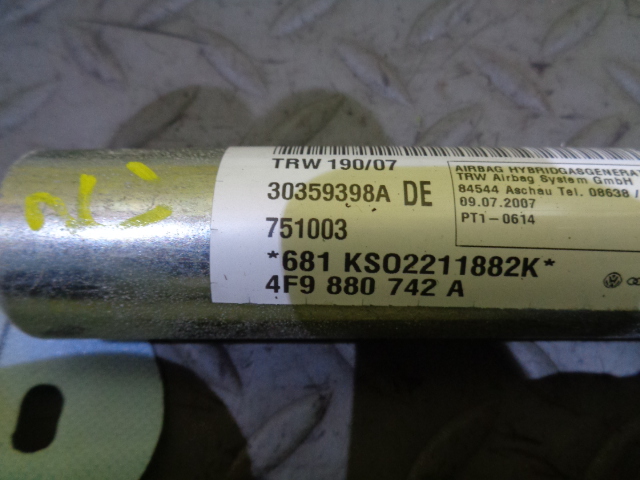 TRW 190/07
30359398A DE
751003
*681 KSO2211882K*
4F9 880 742 A
AIRBAG HYBRIDGASGENERAT
TRW Airbag System GmbH
84544 Aschau Tel. 08638 /
09.07.2007
PT1-0614